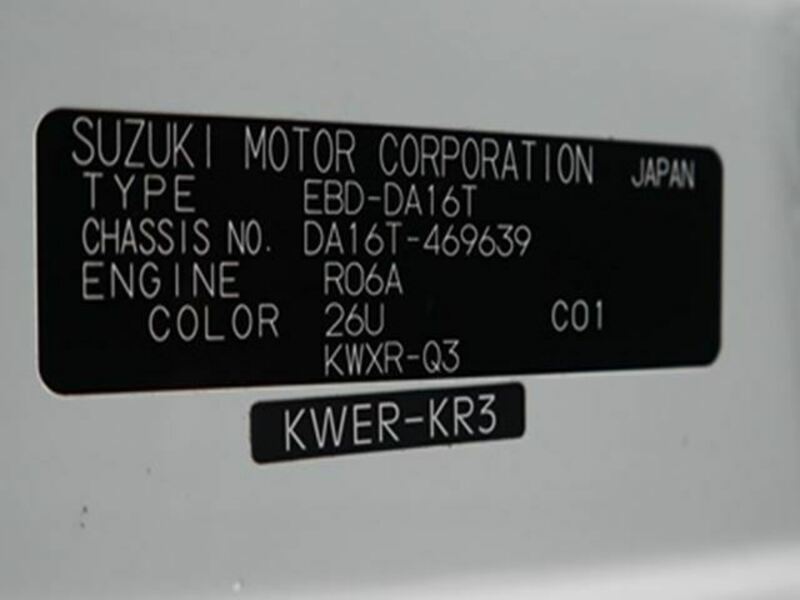 SUZUKI MOTOR CORPORATION JAPAN
TYPE EBD-DA16T
CHASSIS NO. DA16T-469639
ENGINE R06A
COLOR 26U C01
KWXR-Q3
KWER-KR3